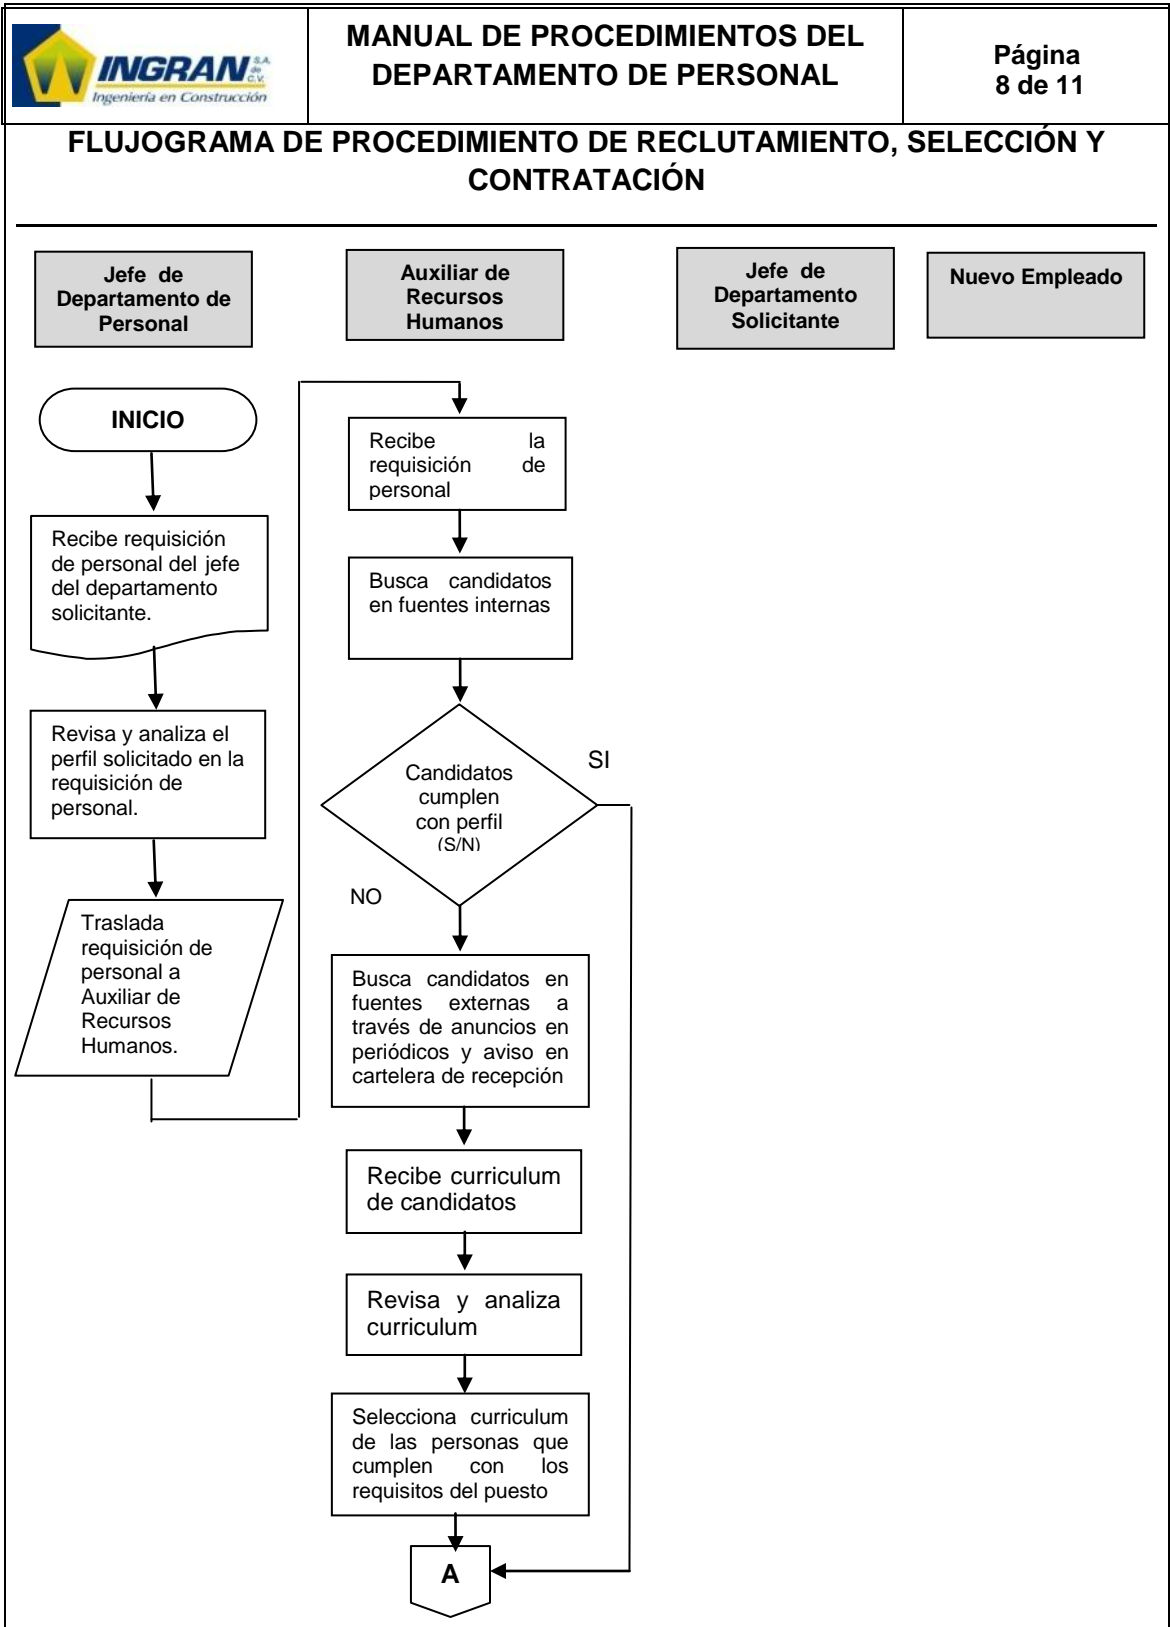 INGRAN S.A. de C.V.
Ingeniería en Construcción
MANUAL DE PROCEDIMIENTOS DEL
DEPARTAMENTO DE PERSONAL
Página
8 de 11
FLUJOGRAMA DE PROCEDIMIENTO DE RECLUTAMIENTO, SELECCIÓN Y
CONTRATACIÓN
Jefe de
Departamento de
Personal
Auxiliar de
Recursos
Humanos
Jefe de
Departamento
Solicitante
Nuevo Empleado
INICIO
Recibe requisición
de personal del jefe
del departamento
solicitante.
Revisa y analiza el
perfil solicitado en la
requisición de
personal.
Traslada
requisición de
personal a
Auxiliar de
Recursos
Humanos.
Recibe la
requisición de
personal
Busca candidatos
en fuentes internas
Candidatos
cumplen
con perfil
(S/N)
SI
NO
Busca candidatos en
fuentes externas a
través de anuncios en
periódicos y aviso en
cartelera de recepción
Recibe curriculum
de candidatos
Revisa y analiza
curriculum
Selecciona curriculum
de las personas que
cumplen con los
requisitos del puesto
A